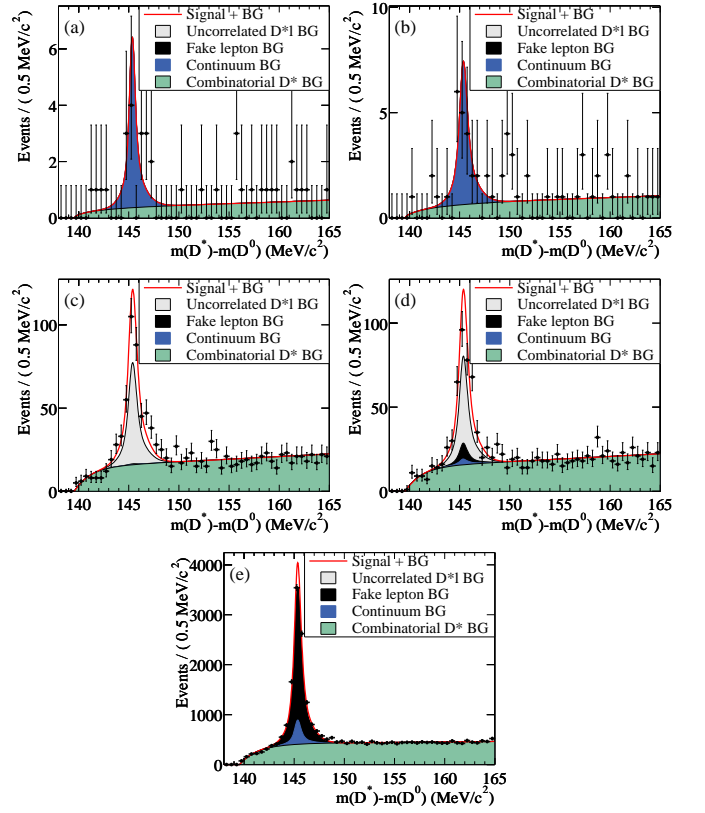 (a)
Signal + BG
Uncorrelated D*l BG
Fake lepton BG
Continuum BG
Combinatorial D* BG
Events / ( 0.5 MeV/c²)
6
4
2
0
140 145 150 155 160 165
m(D*)-m(D⁰) (MeV/c²)
(b)
Signal + BG
Uncorrelated D*l BG
Fake lepton BG
Continuum BG
Combinatorial D* BG
Events / ( 0.5 MeV/c²)
10
5
0
140 145 150 155 160 165
m(D*)-m(D⁰) (MeV/c²)
(c)
Signal + BG
Uncorrelated D*l BG
Fake lepton BG
Continuum BG
Combinatorial D* BG
Events / ( 0.5 MeV/c²)
100
50
0
140 145 150 155 160 165
m(D*)-m(D⁰) (MeV/c²)
(d)
Signal + BG
Uncorrelated D*l BG
Fake lepton BG
Continuum BG
Combinatorial D* BG
Events / ( 0.5 MeV/c²)
100
50
0
140 145 150 155 160 165
m(D*)-m(D⁰) (MeV/c²)
(e)
Signal + BG
Uncorrelated D*l BG
Fake lepton BG
Continuum BG
Combinatorial D* BG
Events / ( 0.5 MeV/c²)
4000
3000
2000
1000
0
140 145 150 155 160 165
m(D*)-m(D⁰) (MeV/c²)